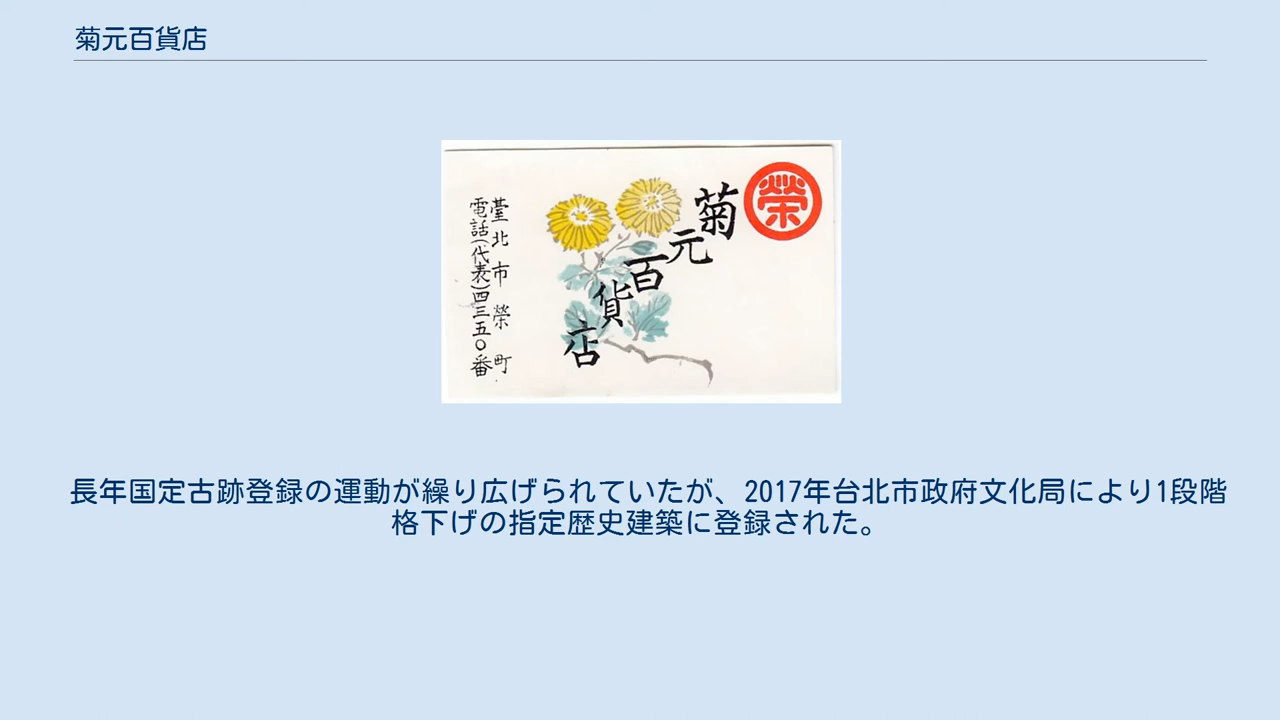 菊元百貨店
榮
菊元百貨店
臺北市榮町
電話(代表)四三五〇番
長年国定古跡登録の運動が繰り広げられていたが、2017年台北市政府文化局により1段階
格下げの指定歴史建築に登録された。